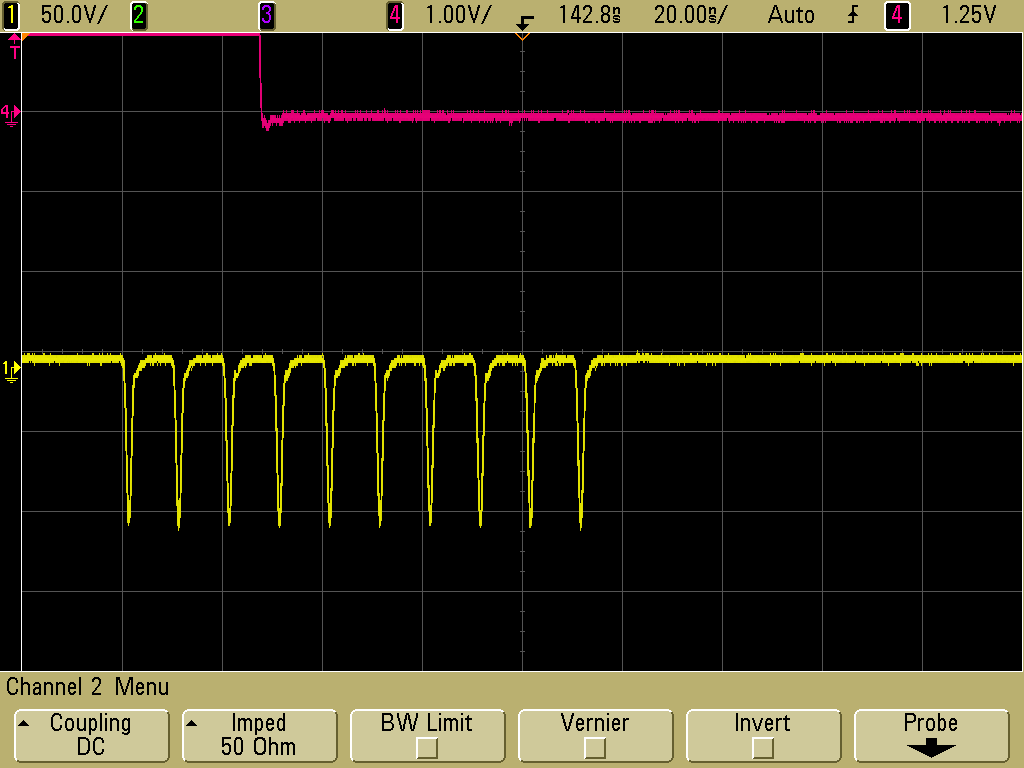 1 50.0V/ 2 3 4 1.00V/ 142.8ns 20.00ns/ Auto 4 1.25V
T
4
1
Channel 2 Menu
Coupling Imped BW Limit Vernier Invert Probe
DC 50 Ohm